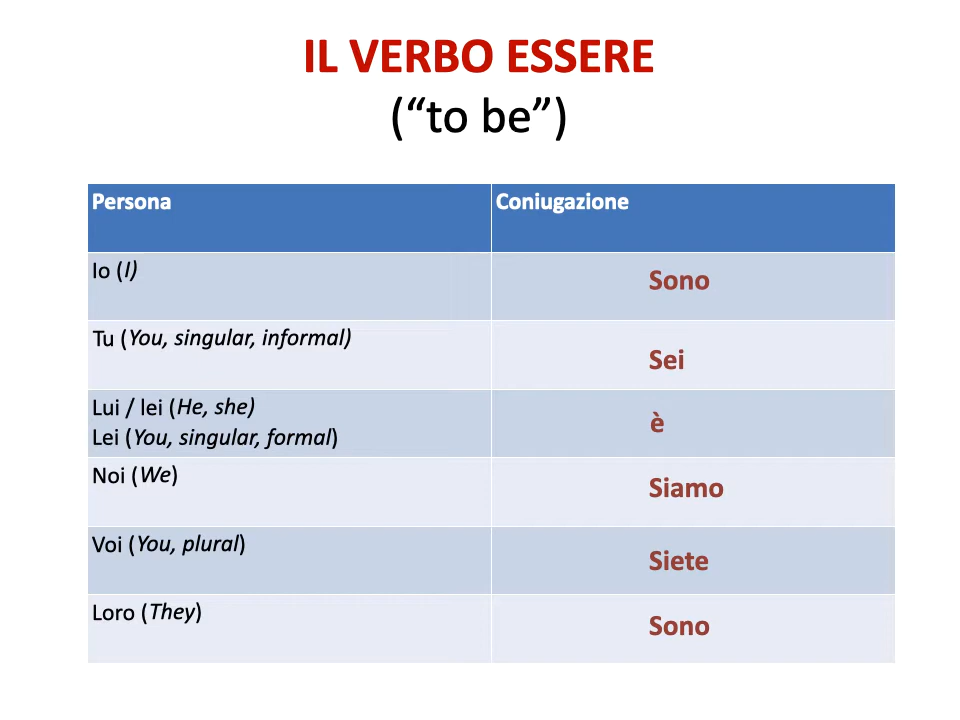 IL VERBO ESSERE
(“to be”)
Persona Coniugazione
Io (I) Sono
Tu (You, singular, informal) Sei
Lui / lei (He, she)
Lei (You, singular, formal) è
Noi (We) Siamo
Voi (You, plural) Siete
Loro (They) Sono